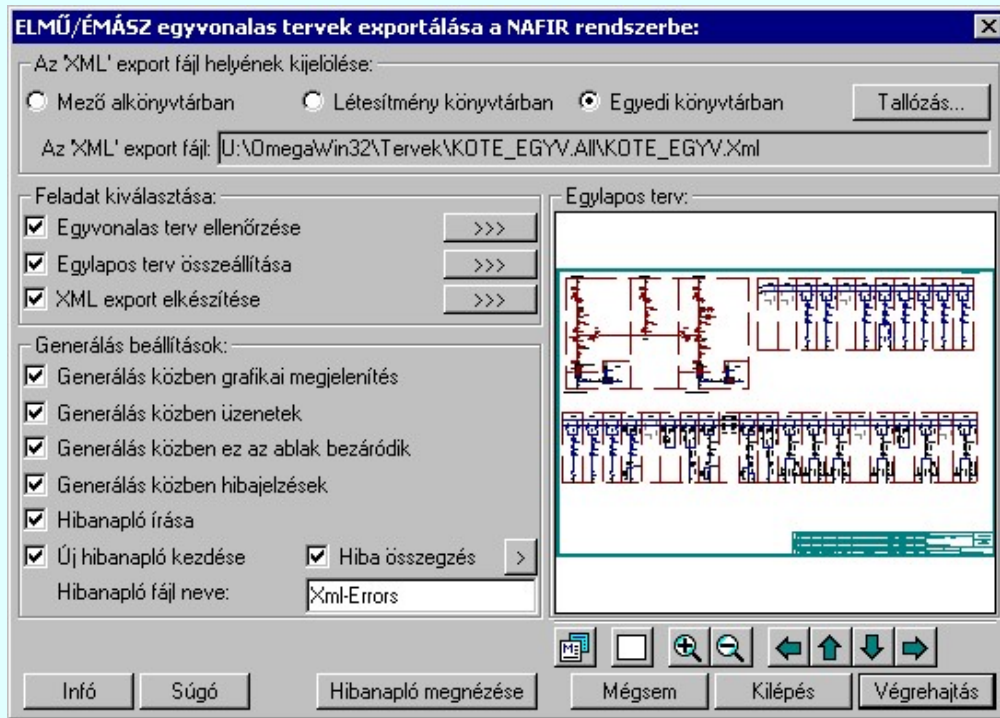 ELMŰ/ÉMÁSZ egyvonalas tervek exportálása a NAFIR rendszerbe:
Az 'XML' export fájl helyének kijelölése:
Mező alkönyvtárban
Létesítmény könyvtárban
Egyedi könyvtárban
Tallózás...
Az 'XML' export fájl: U:\OmegaWin32\Tervek\KOTE_EGYV.All\KOTE_EGYV.Xml
Feladat kiválasztása:
Egyvonalas terv ellenőrzése
>>>
Egylapos terv összeállítása
>>>
XML export elkészítése
>>>
Generálás beállítások:
Generálás közben grafikai megjelenítés
Generálás közben üzenetek
Generálás közben ez az ablak bezáródik
Generálás közben hibajelzések
Hibanapló írása
Új hibanapló kezdése
Hiba összegzés
>
Hibanapló fájl neve:
Xml-Errors
Egylapos terv:
Infó
Súgó
Hibanapló megnézése
Mégsem
Kilépés
Végrehajtás